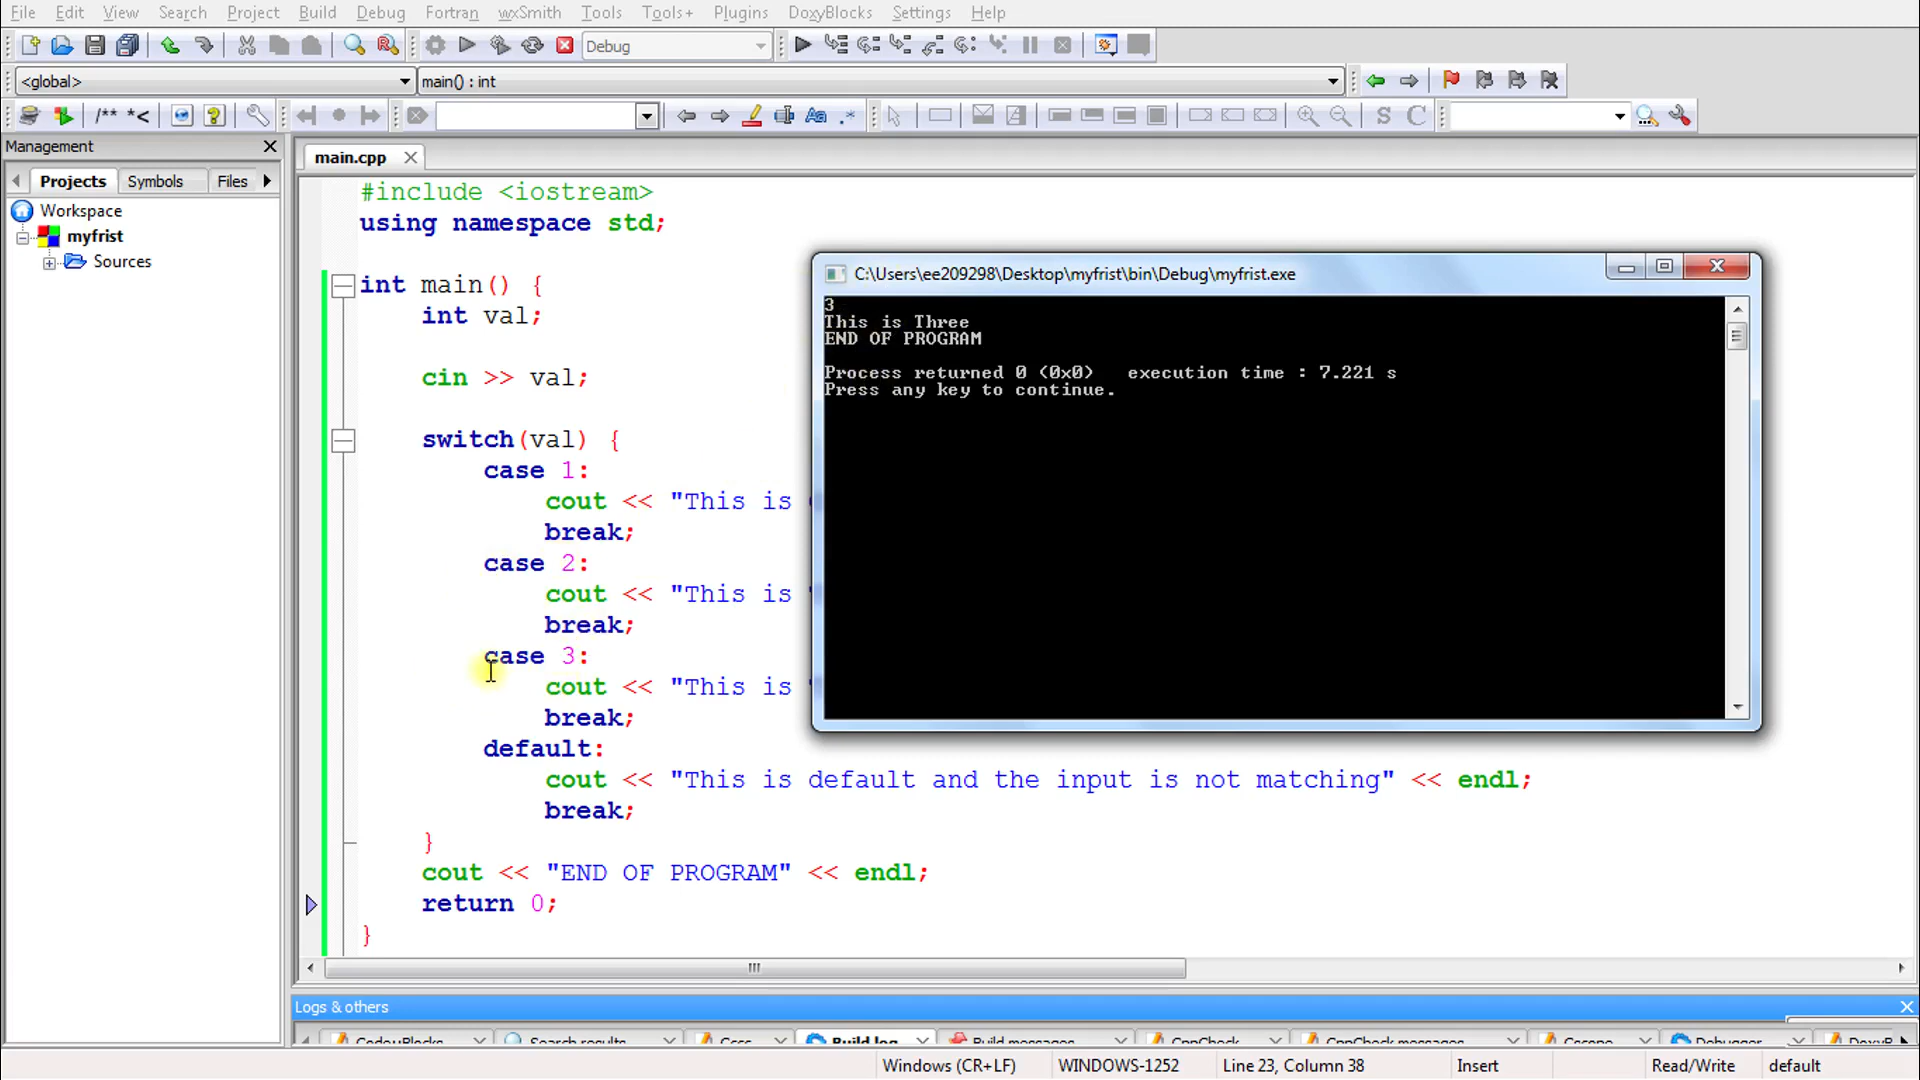 File Edit View Search Project Build Debug Fortran wxSmith Tools Tools+ Plugins DoxyBlocks Settings Help
Debug
<global> main() : int
/** *<
Management
main.cpp
Projects Symbols Files
Workspace
myfrist
Sources
#include <iostream>
using namespace std;
int main() {
int val;
cin >> val;
switch(val) {
case 1:
cout << "This is
break;
case 2:
cout << "This is
break;
case 3:
cout << "This is
break;
default:
cout << "This is default and the input is not matching" << endl;
break;
}
cout << "END OF PROGRAM" << endl;
return 0;
}
C:\Users\ee209298\Desktop\myfrist\bin\Debug\myfrist.exe
3
This is Three
END OF PROGRAM
Process returned 0 (0x0) execution time : 7.221 s
Press any key to continue.
Logs & others
Code::Blocks Search results Cccc Build log Build messages CppCheck CppCheck messages Cscope Debugger
Windows (CR+LF) WINDOWS-1252 Line 23, Column 38 Insert Read/Write default